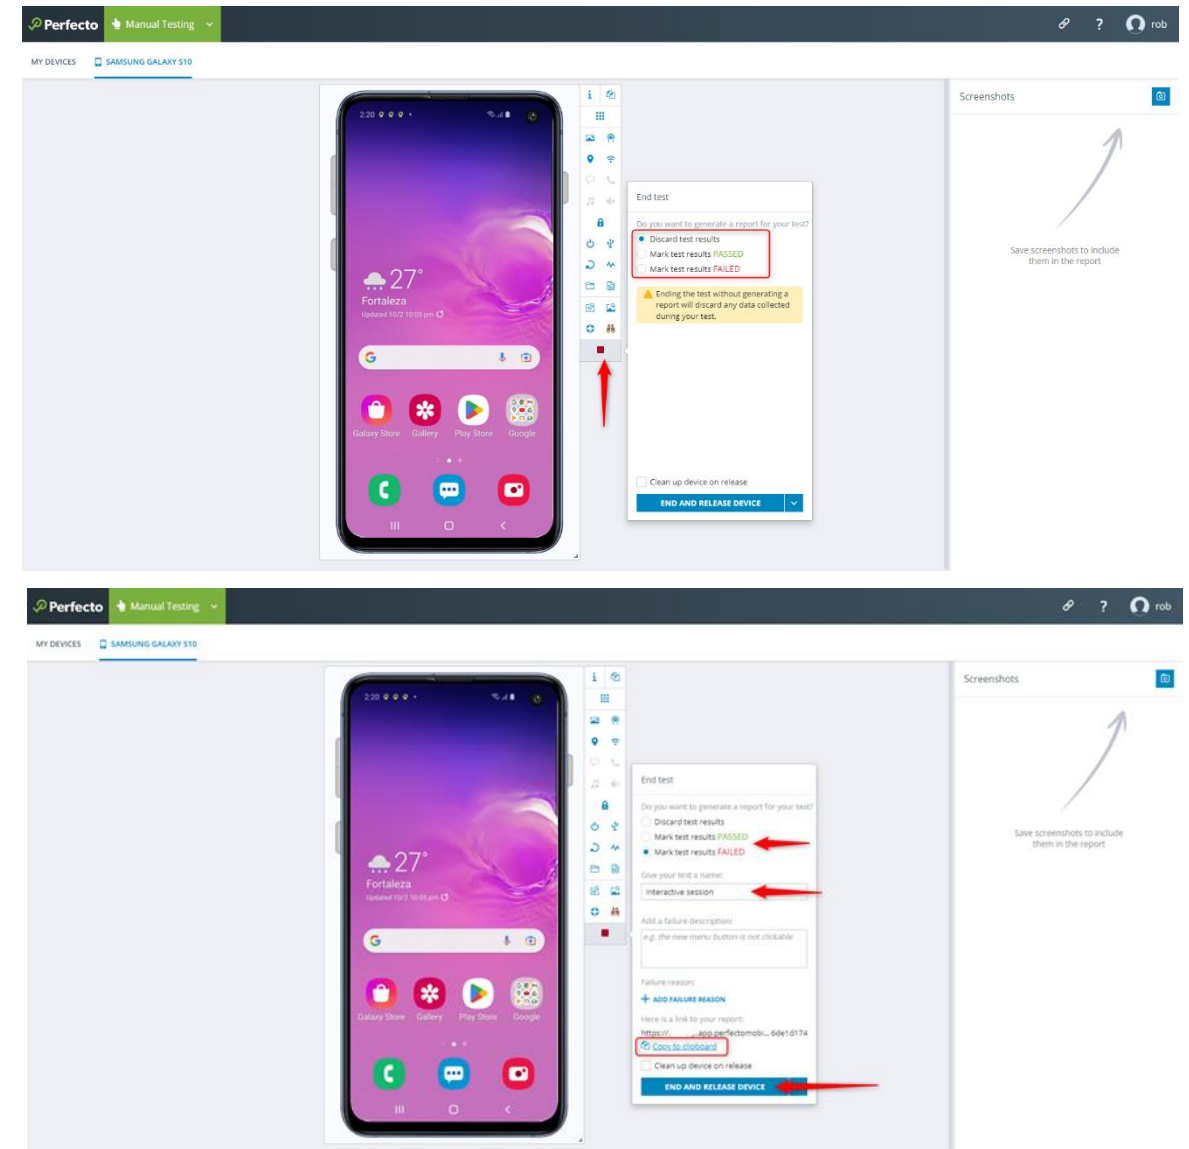 Perfecto
Manual Testing
?
rob
MY DEVICES
SAMSUNG GALAXY S10
Screenshots
2:20
27°
Fortaleza
Updated 10/2 10:05 pm
G
Galaxy Store
Gallery
Play Store
Google
End test
Do you want to generate a report for your test?
Discard test results
Mark test results PASSED
Mark test results FAILED
Ending the test without generating a
report will discard any data collected
during your test.
Clean up device on release
END AND RELEASE DEVICE
Save screenshots to include
them in the report
Perfecto
Manual Testing
?
rob
MY DEVICES
SAMSUNG GALAXY S10
Screenshots
2:20
27°
Fortaleza
Updated 10/2 10:05 pm
G
Galaxy Store
Gallery
Play Store
Google
End test
Do you want to generate a report for your test?
Discard test results
Mark test results PASSED
Mark test results FAILED
Give your test a name:
Interactive session
Add a failure description:
e.g. the new menu button is not clickable
Failure reason:
ADD FAILURE REASON
Here is a link to your report:
https://. . ...app.perfectomobi...6de1d174
Copy to clipboard
Clean up device on release
END AND RELEASE DEVICE
Save screenshots to include
them in the report